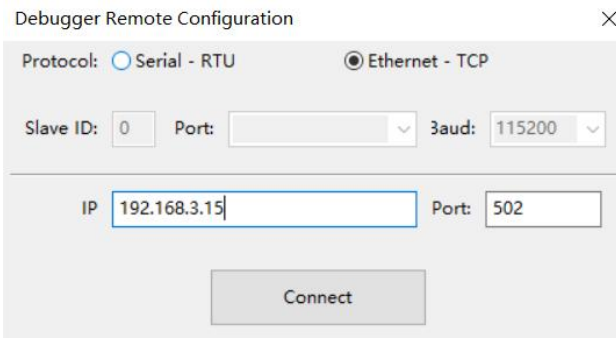 Debugger Remote Configuration
Protocol: Serial - RTU Ethernet - TCP
Slave ID: 0 Port: 3aud: 115200
IP 192.168.3.15 Port: 502
Connect